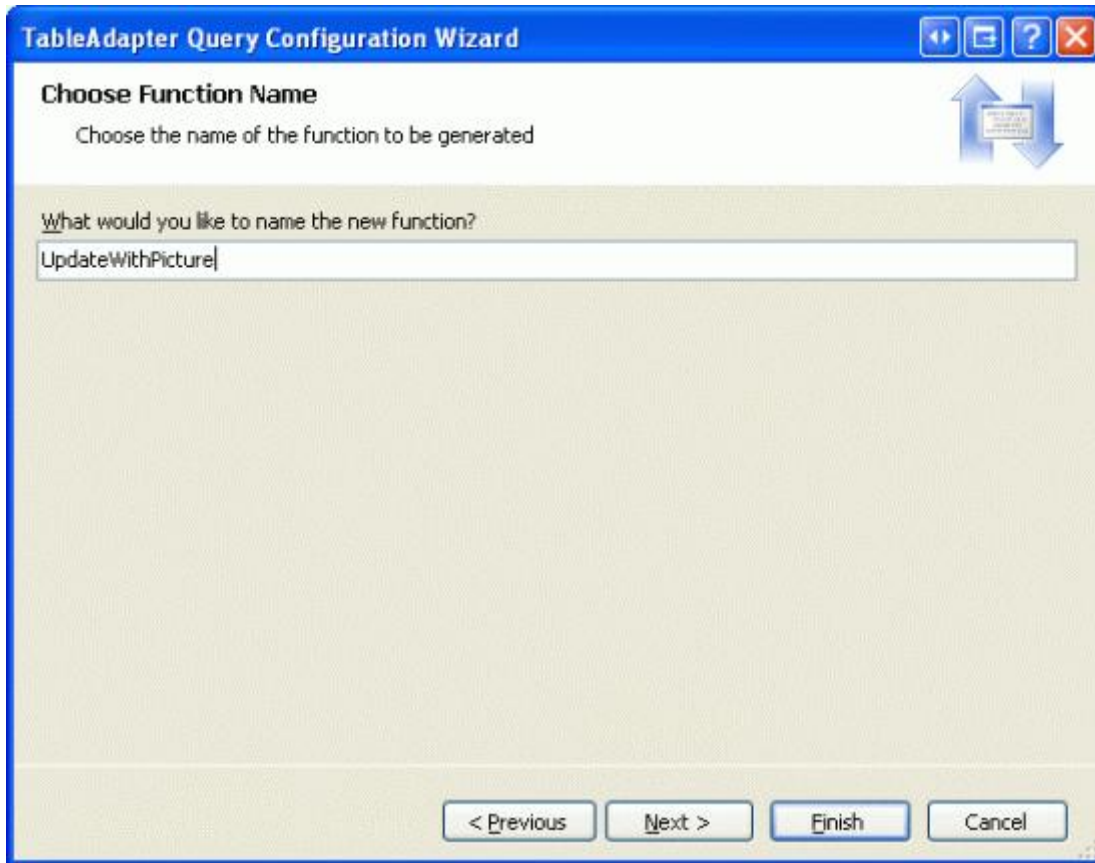 TableAdapter Query Configuration Wizard
Choose Function Name
Choose the name of the function to be generated
What would you like to name the new function?
UpdateWithPicture
< Previous Next > Finish Cancel